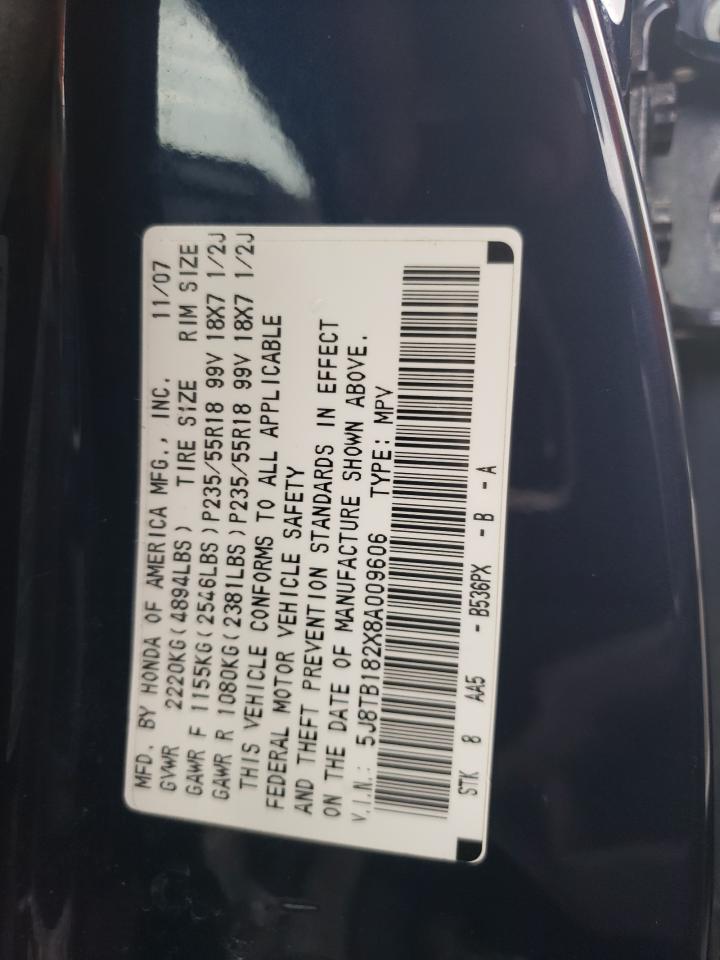 MFD. BY HONDA OF AMERICA MFG., INC. 11/07
GVWR 2220KG(4894LBS) TIRE SIZE RIM SIZE
GAWR F 1155KG(2546LBS)P235/55R18 99V 18X7 1/2J
GAWR R 1080KG(2381LBS)P235/55R18 99V 18X7 1/2J
THIS VEHICLE CONFORMS TO ALL APPLICABLE
FEDERAL MOTOR VEHICLE SAFETY
AND THEFT PREVENTION STANDARDS IN EFFECT
ON THE DATE OF MANUFACTURE SHOWN ABOVE.
V.I.N.: 5J8TB182X8A009606 TYPE: MPV
STK 8 AA5 - B536PX - B - A